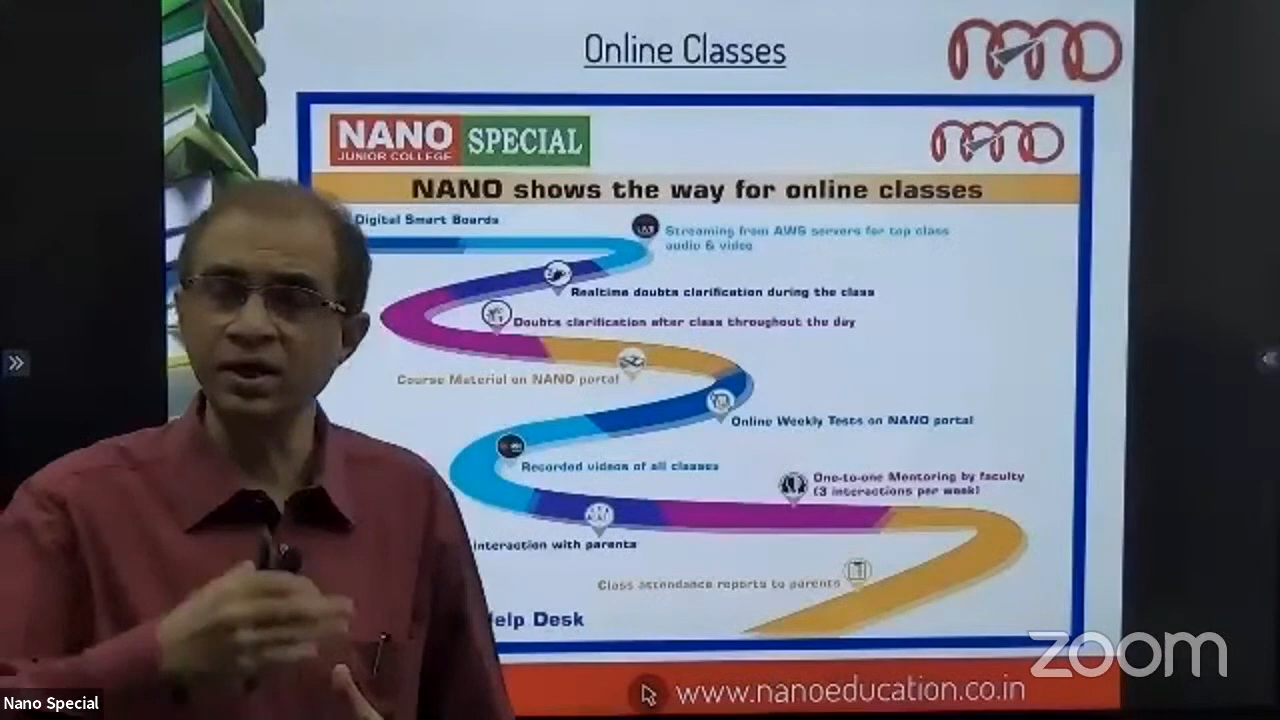 Online Classes
nano
NANO
JUNIOR COLLEGE
SPECIAL
nano
NANO shows the way for online classes
Digital Smart Boards
LIVE
Streaming from AWS servers for top class
audio & video
Realtime doubts clarification during the class
Doubts clarification after class throughout the day
Course Material on NANO portal
Online Weekly Tests on NANO portal
Recorded videos of all classes
One-to-one Mentoring by faculty
(3 interactions per week)
interaction with parents
Class attendance reports to parents
elp Desk
zoom
www.nanoeducation.co.in
Nano Special